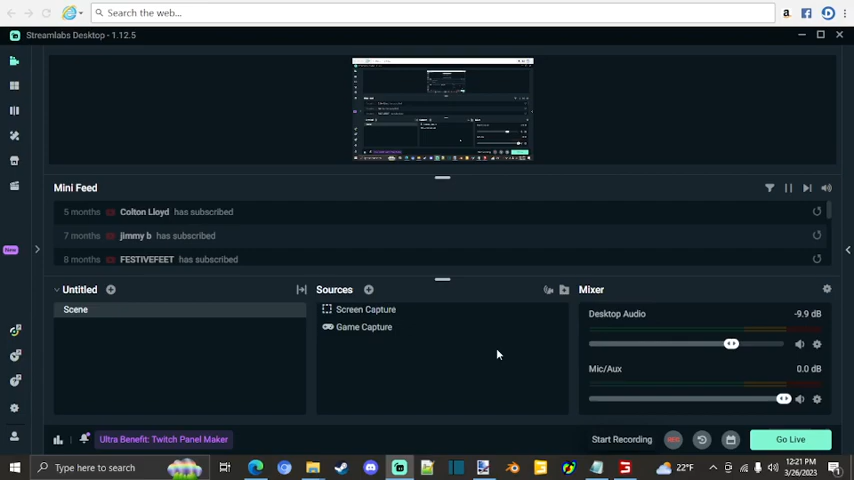 Search the web...
Streamlabs Desktop - 1.12.5
Mini Feed
5 months Colton Lloyd has subscribed
7 months jimmy b has subscribed
8 months FESTIVEFEET has subscribed
Untitled
Sources
Mixer
Scene
Screen Capture
Game Capture
Desktop Audio -9.9 dB
Mic/Aux 0.0 dB
New
Ultra Benefit: Twitch Panel Maker
Start Recording
REC
Go Live
Type here to search
22°F
12:21 PM
3/26/2023